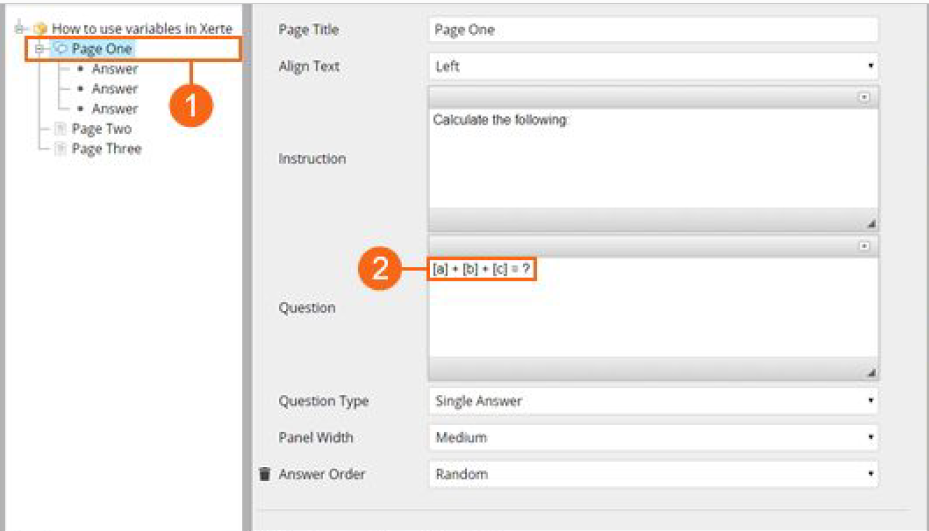 How to use variables in Xerte
Page One
Answer
Answer
Answer
Page Two
Page Three
1
Page Title
Page One
Align Text
Left
Instruction
Calculate the following:
2
[a] + [b] + [c] = ?
Question
Question Type
Single Answer
Panel Width
Medium
Answer Order
Random